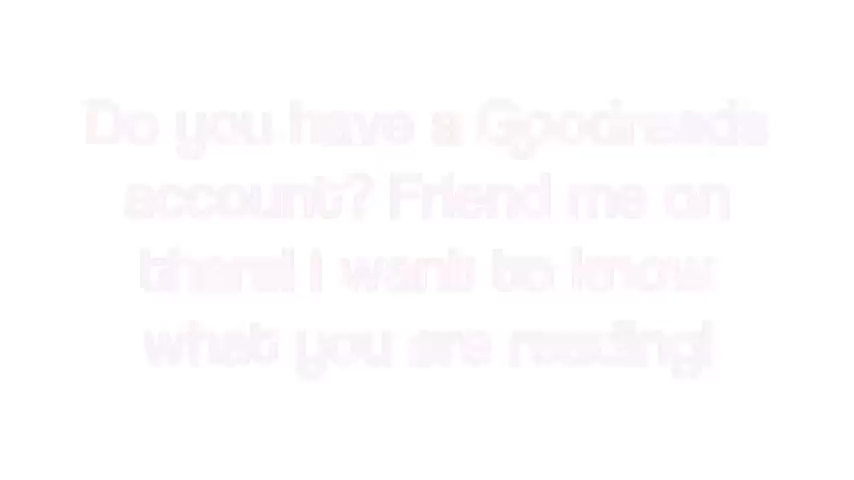 Do you have a Goodreads
account? Friend me on
there! I want to know
what you are reading!